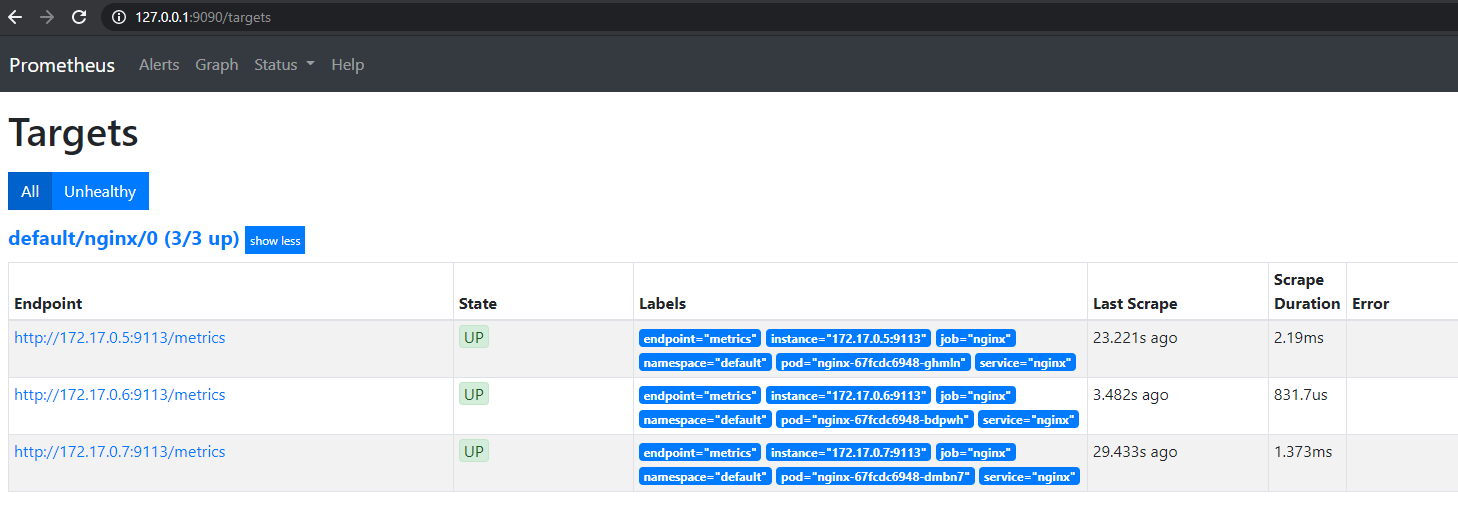 127.0.0.1:9090/targets
Prometheus Alerts Graph Status Help
Targets
All Unhealthy
default/nginx/0 (3/3 up) show less
Endpoint State Labels Last Scrape Scrape Duration Error
http://172.17.0.5:9113/metrics UP endpoint="metrics" instance="172.17.0.5:9113" job="nginx" 23.221s ago 2.19ms
namespace="default" pod="nginx-67fcdc6948-ghmln" service="nginx"
http://172.17.0.6:9113/metrics UP endpoint="metrics" instance="172.17.0.6:9113" job="nginx" 3.482s ago 831.7us
namespace="default" pod="nginx-67fcdc6948-bdpwh" service="nginx"
http://172.17.0.7:9113/metrics UP endpoint="metrics" instance="172.17.0.7:9113" job="nginx" 29.433s ago 1.373ms
namespace="default" pod="nginx-67fcdc6948-dmbn7" service="nginx"